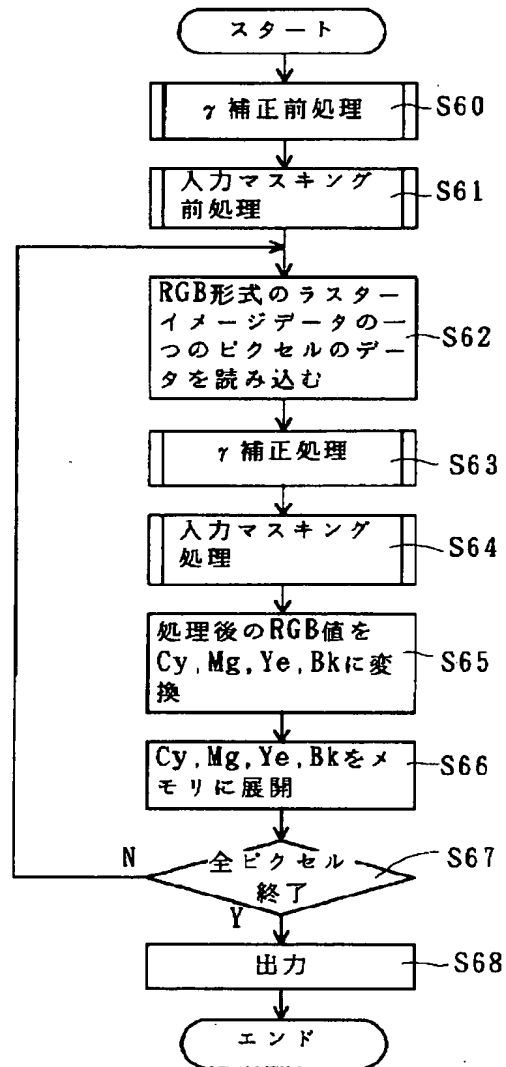 スタート
γ補正前処理
S60
入力マスキング
前処理
S61
RGB形式のラスター
イメージデータの一
つのピクセルのデー
タを読み込む
S62
γ補正処理
S63
入力マスキング
処理
S64
処理後のRGB値を
Cy,Mg,Ye,Bkに変
換
S65
Cy,Mg,Ye,Bkをメ
モリに展開
S66
N
全ピクセル
終了
S67
Y
出力
S68
エンド